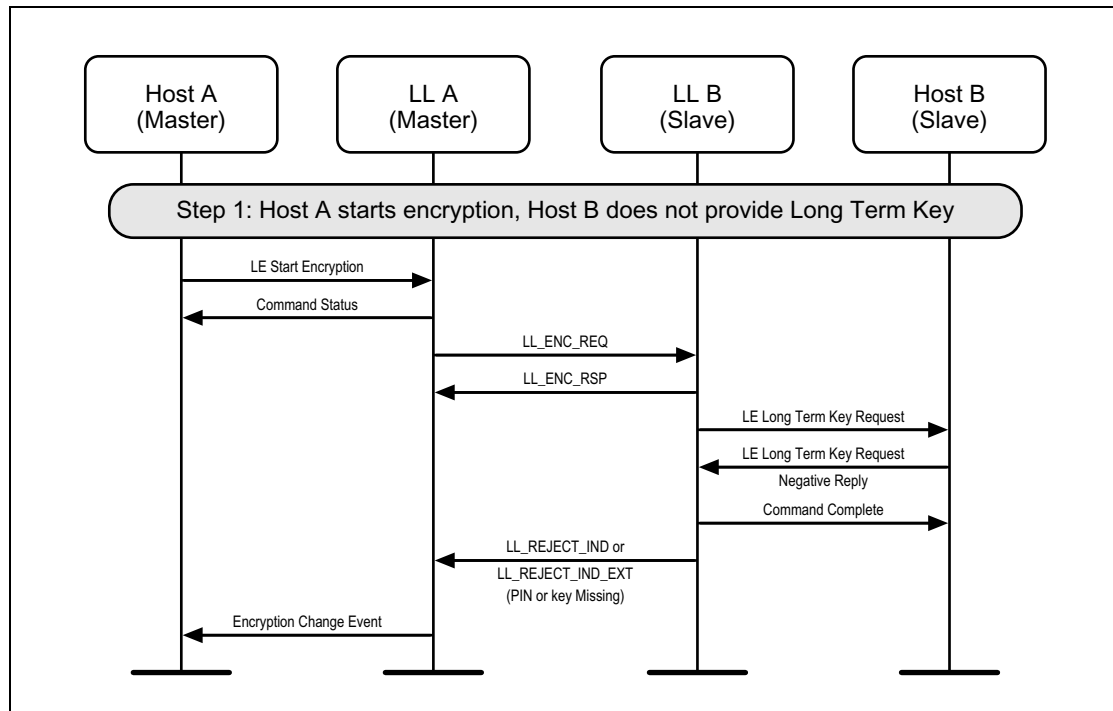 Host A
(Master)
LL A
(Master)
LL B
(Slave)
Host B
(Slave)
Step 1: Host A starts encryption, Host B does not provide Long Term Key
LE Start Encryption
Command Status
LL_ENC_REQ
LL_ENC_RSP
LE Long Term Key Request
LE Long Term Key Request
Negative Reply
Command Complete
LL_REJECT_IND or
LL_REJECT_IND_EXT
(PIN or key Missing)
Encryption Change Event